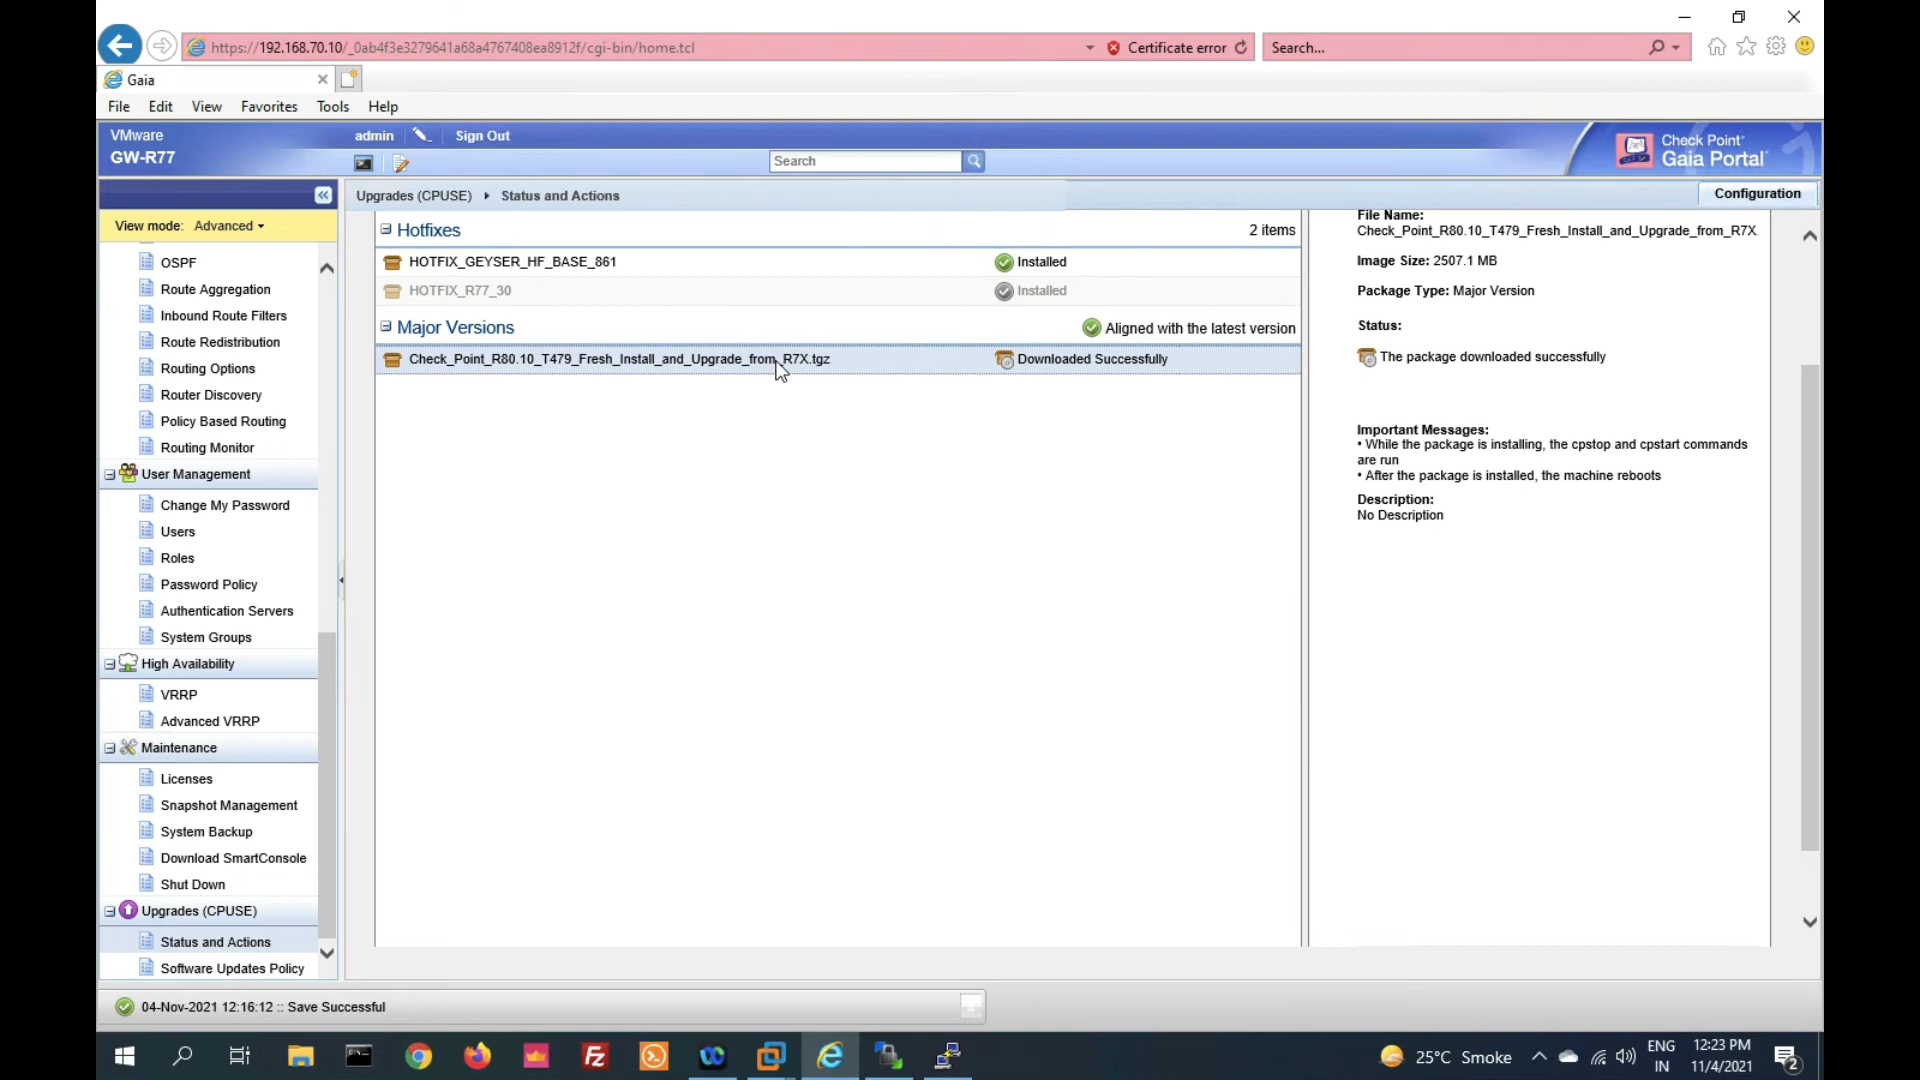 https://192.168.70.10/_0ab4f3e3279641a68a4767408ea8912f/cgi-bin/home.tcl
Certificate error
Search...
Gaia
File Edit View Favorites Tools Help
VMware
GW-R77
admin
Sign Out
Search
Check Point
Gaia Portal
View mode: Advanced
Upgrades (CPUSE)
Status and Actions
Configuration
OSPF
Route Aggregation
Inbound Route Filters
Route Redistribution
Routing Options
Router Discovery
Policy Based Routing
Routing Monitor
User Management
Change My Password
Users
Roles
Password Policy
Authentication Servers
System Groups
High Availability
VRRP
Advanced VRRP
Maintenance
Licenses
Snapshot Management
System Backup
Download SmartConsole
Shut Down
Upgrades (CPUSE)
Status and Actions
Software Updates Policy
Hotfixes
2 items
HOTFIX_GEYSER_HF_BASE_861
Installed
HOTFIX_R77_30
Installed
Major Versions
Aligned with the latest version
Check_Point_R80.10_T479_Fresh_Install_and_Upgrade_from_R7X.tgz
Downloaded Successfully
File Name:
Check_Point_R80.10_T479_Fresh_Install_and_Upgrade_from_R7X
Image Size: 2507.1 MB
Package Type: Major Version
Status:
The package downloaded successfully
Important Messages:
• While the package is installing, the cpstop and cpstart commands
are run
• After the package is installed, the machine reboots
Description:
No Description
04-Nov-2021 12:16:12 :: Save Successful
25°C Smoke
ENG
IN
12:23 PM
11/4/2021
2